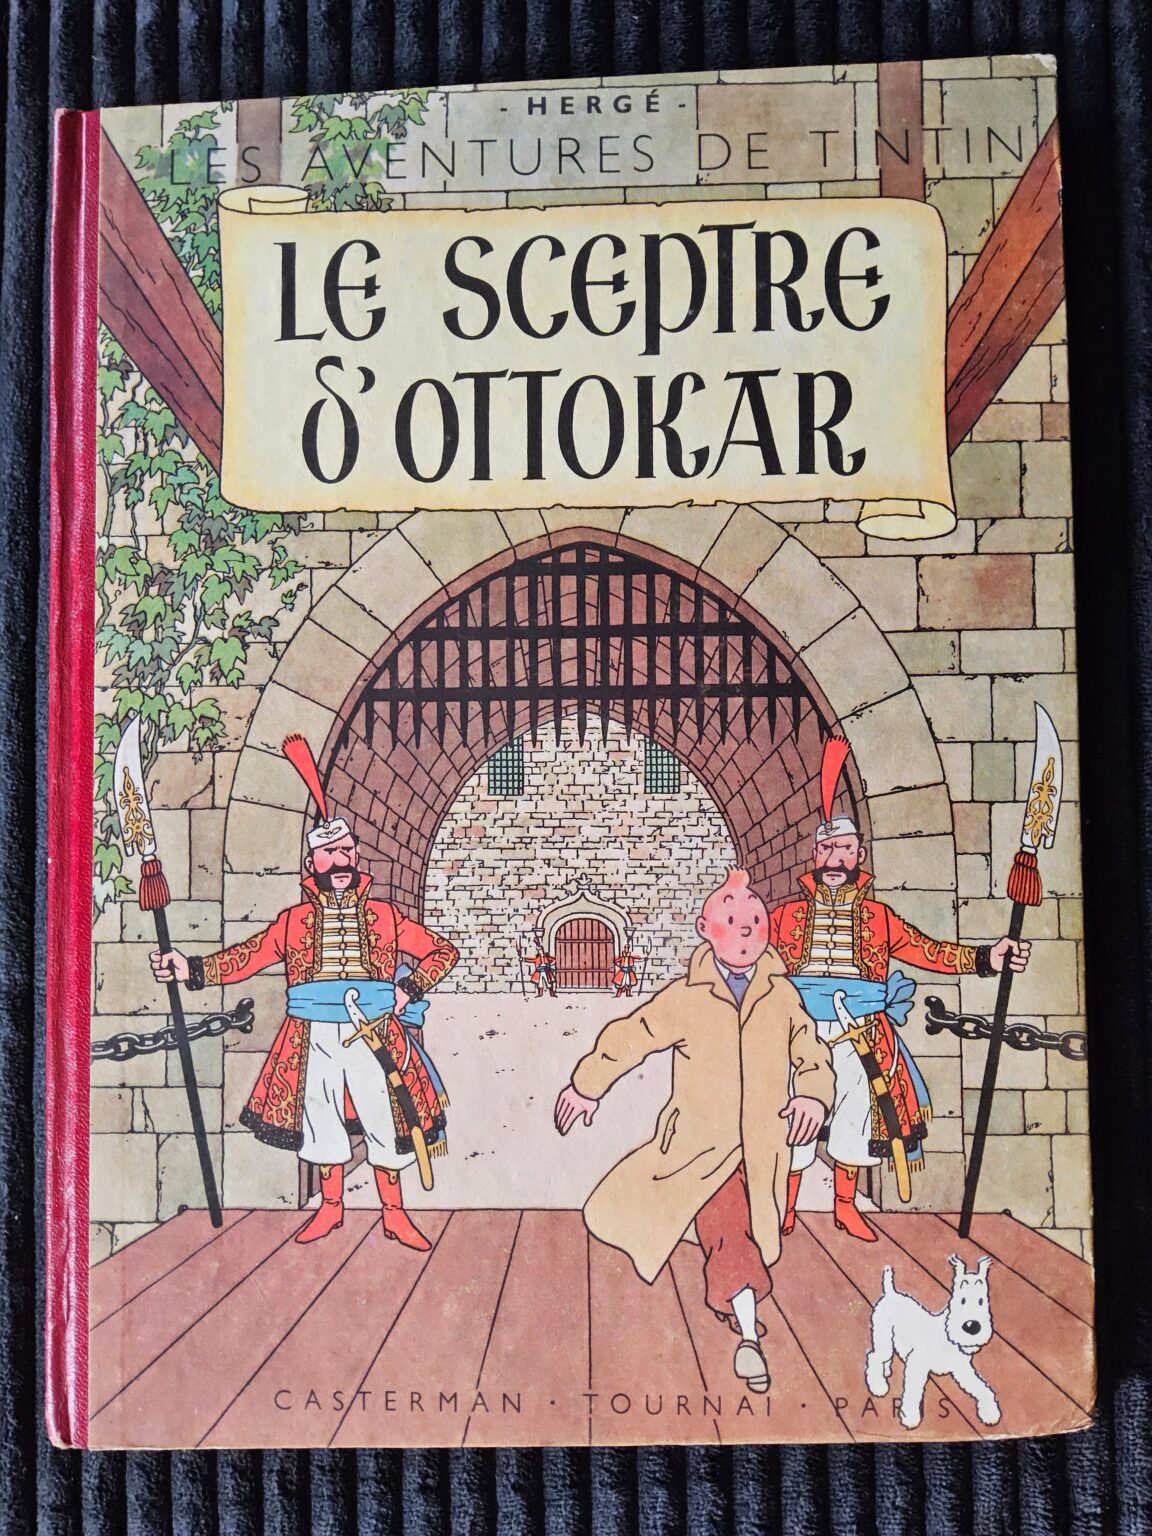 - HERGÉ -
LES AVENTURES DE TINTIN
LE SCEPTRE
D'OTTOKAR
CASTERMAN · TOURNAI · PARIS